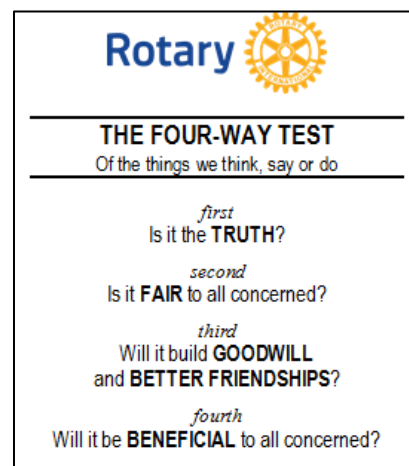 Rotary
ROTARY
INTERNATIONAL
THE FOUR-WAY TEST
Of the things we think, say or do
first
Is it the TRUTH?
second
Is it FAIR to all concerned?
third
Will it build GOODWILL
and BETTER FRIENDSHIPS?
fourth
Will it be BENEFICIAL to all concerned?